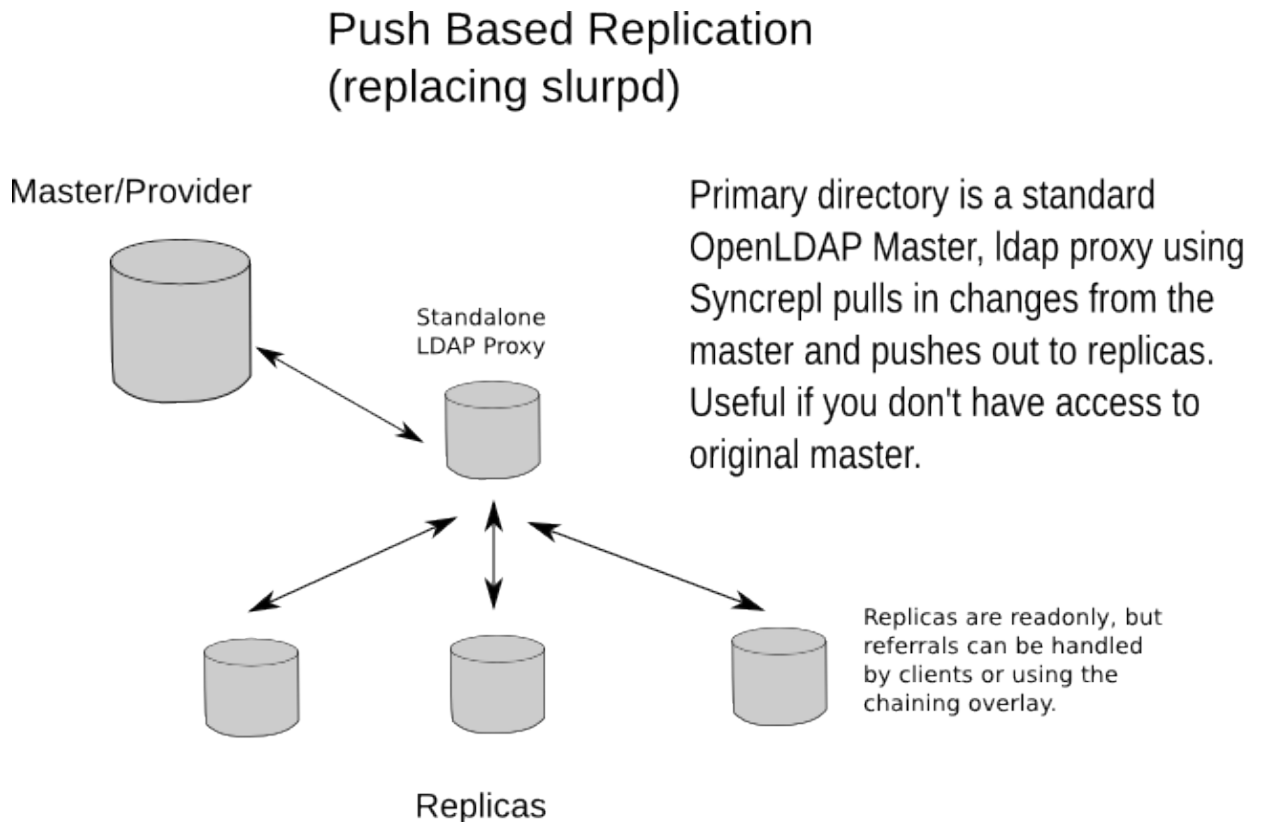 Push Based Replication
(replacing slurpd)
Master/Provider
Primary directory is a standard
OpenLDAP Master, ldap proxy using
Syncrepl pulls in changes from the
master and pushes out to replicas.
Useful if you don't have access to
original master.
Standalone
LDAP Proxy
Replicas are readonly, but
referrals can be handled
by clients or using the
chaining overlay.
Replicas